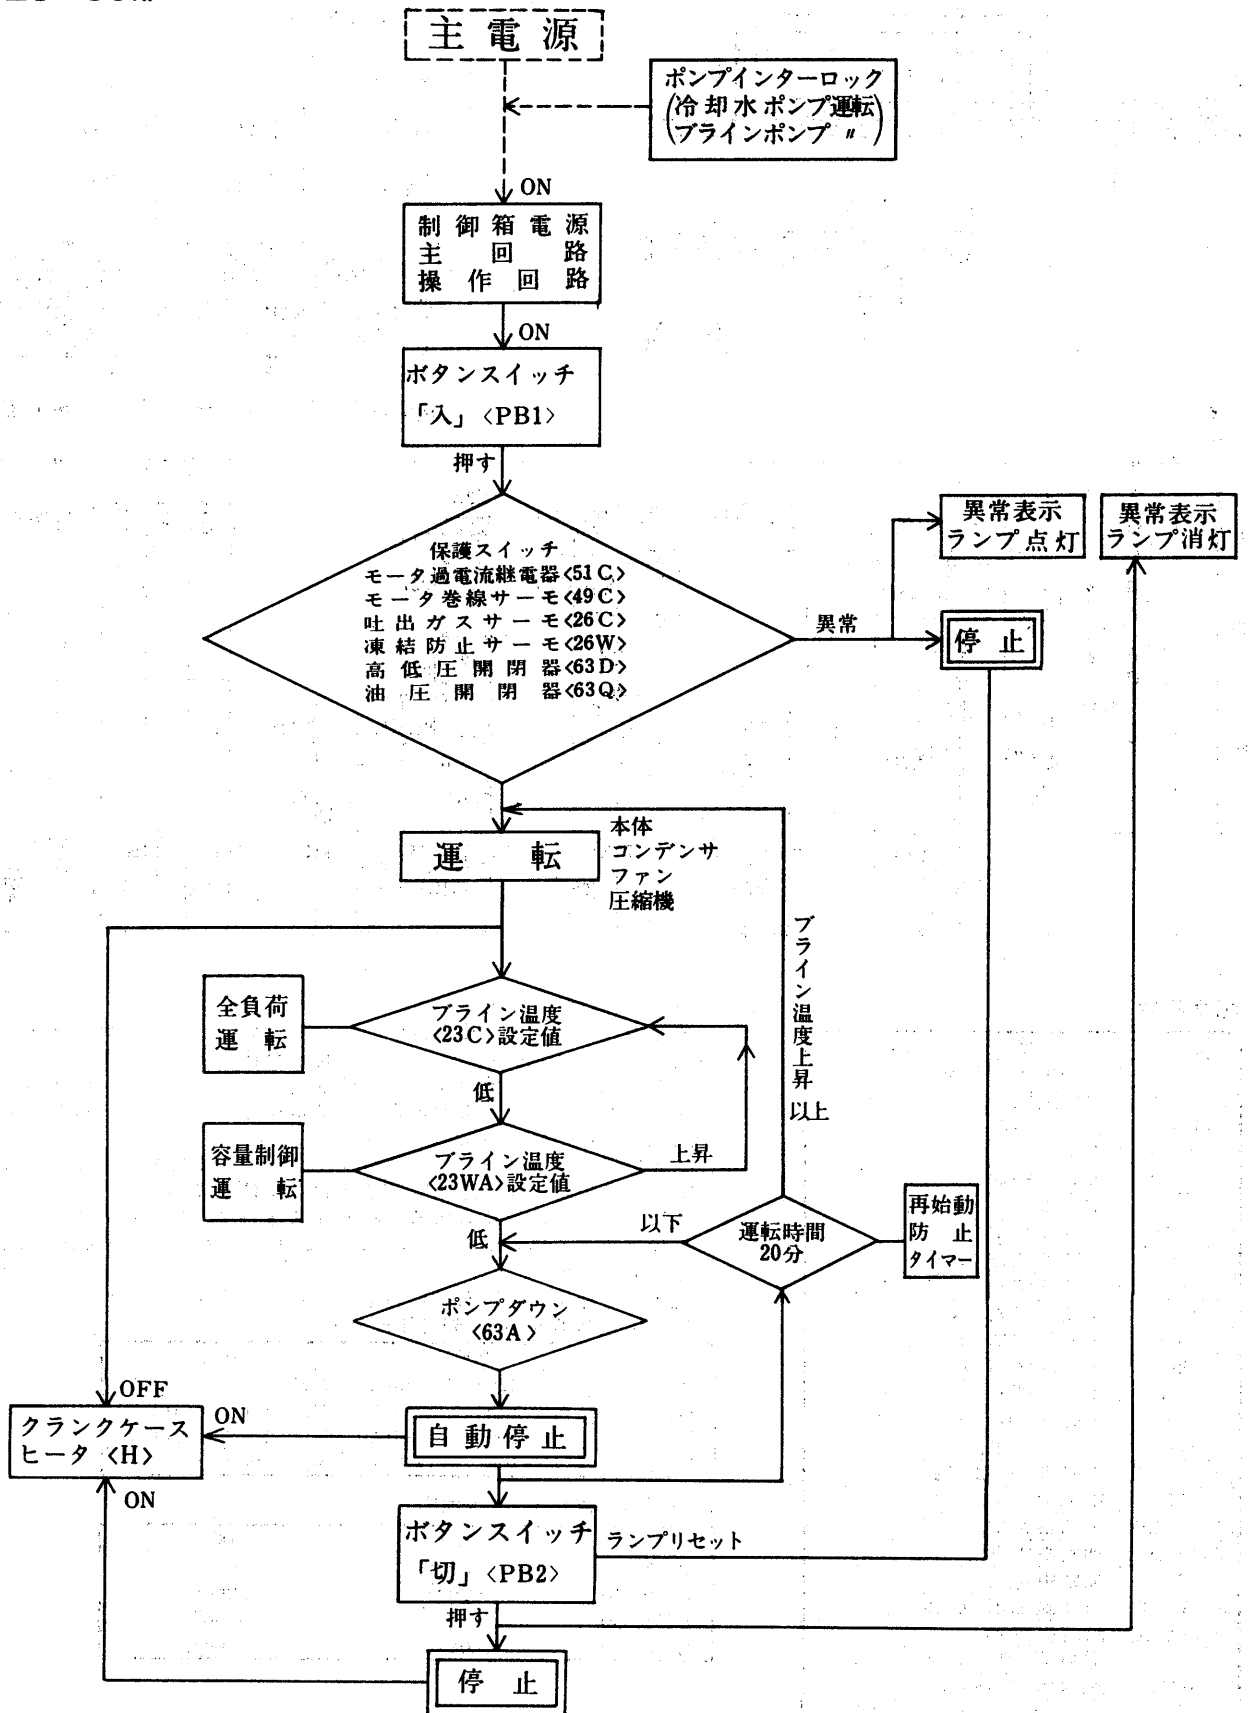 主電源
ポンプインターロック
(冷却水ポンプ運転
ブラインポンプ 〃)
ON
制御箱電源
主回路
操作回路
ON
ボタンスイッチ
「入」〈PB1〉
押す
保護スイッチ
モータ過電流継電器〈51C〉
モータ巻線サーモ〈49C〉
吐出ガスサーモ〈26C〉
凍結防止サーモ〈26W〉
高低圧開閉器〈63D〉
油圧開閉器〈63Q〉
異常
異常表示
ランプ点灯
異常表示
ランプ消灯
停止
運転
本体
コンデンサ
ファン
圧縮機
ブライン温度上昇
以上
全負荷
運転
ブライン温度
〈23C〉設定値
低
容量制御
運転
ブライン温度
〈23WA〉設定値
上昇
低
以下
運転時間
20分
再始動
防止
タイマー
ポンプダウン
〈63A〉
OFF
クランクケース
ヒータ〈H〉
ON
自動停止
ON
ボタンスイッチ
「切」〈PB2〉
ランプリセット
押す
停止